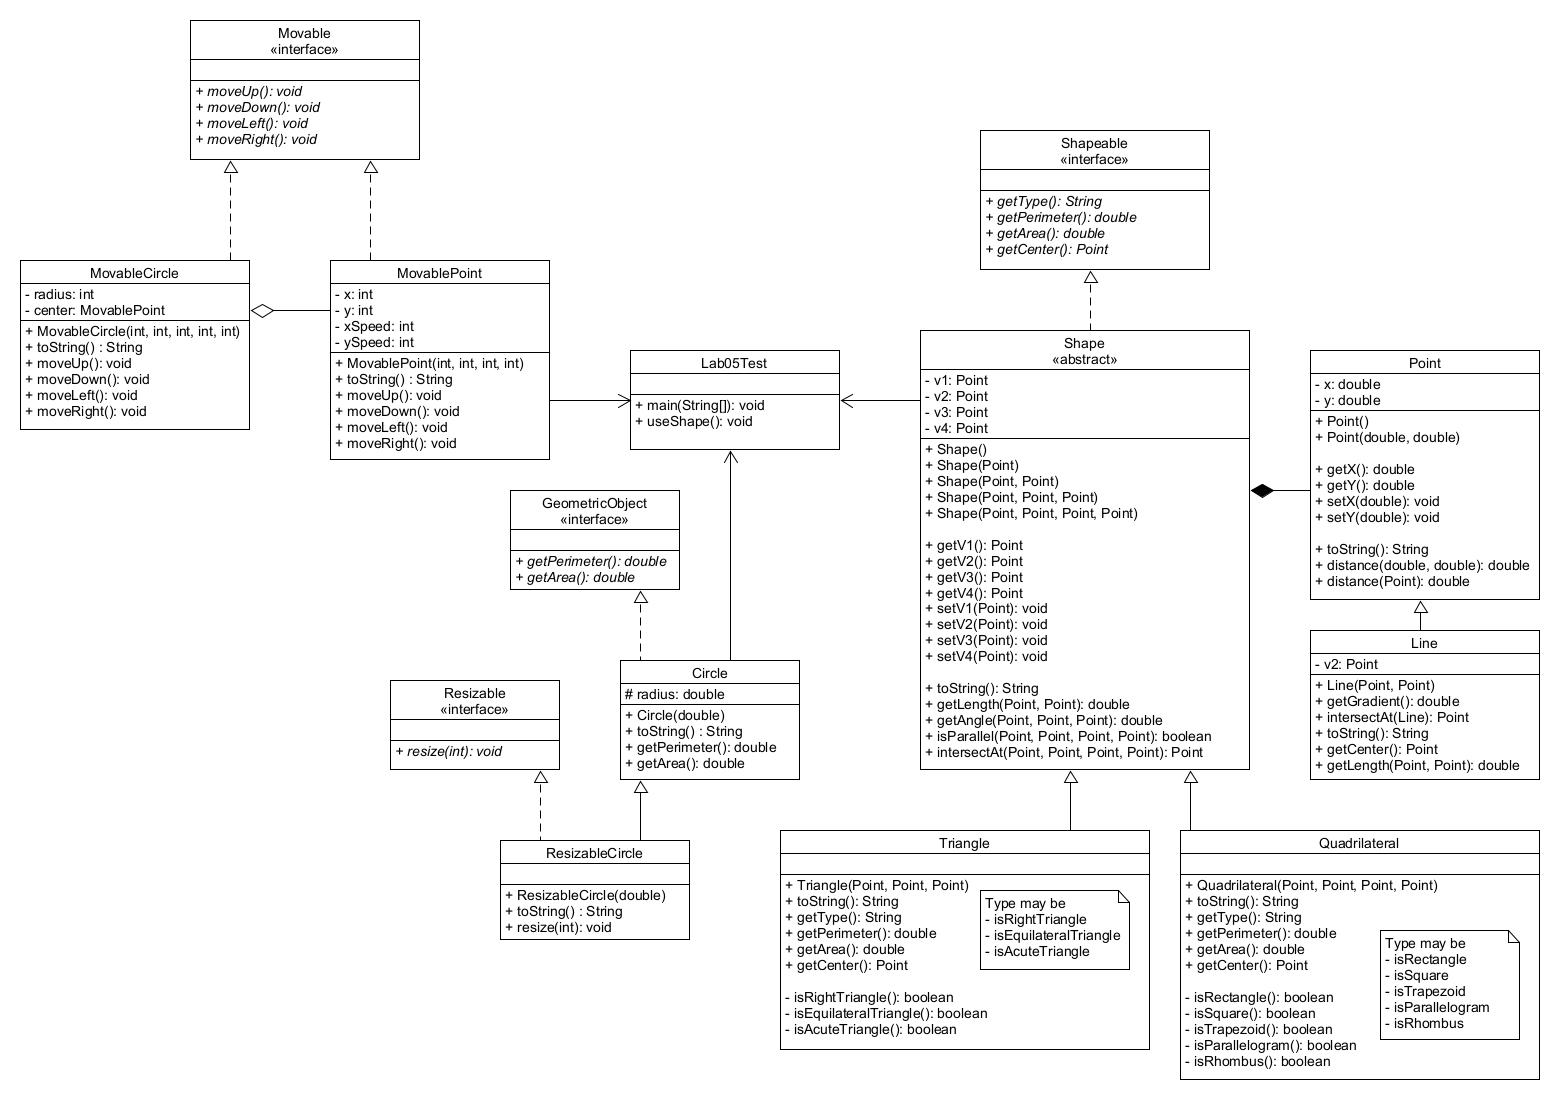 Movable
«interface»
+ moveUp(): void
+ moveDown(): void
+ moveLeft(): void
+ moveRight(): void
Shapeable
«interface»
+ getType(): String
+ getPerimeter(): double
+ getArea(): double
+ getCenter(): Point
MovableCircle
- radius: int
- center: MovablePoint
+ MovableCircle(int, int, int, int, int)
+ toString() : String
+ moveUp(): void
+ moveDown(): void
+ moveLeft(): void
+ moveRight(): void
MovablePoint
- x: int
- y: int
- xSpeed: int
- ySpeed: int
+ MovablePoint(int, int, int, int)
+ toString() : String
+ moveUp(): void
+ moveDown(): void
+ moveLeft(): void
+ moveRight(): void
Lab05Test
+ main(String[]): void
+ useShape(): void
Shape
«abstract»
- v1: Point
- v2: Point
- v3: Point
- v4: Point
+ Shape()
+ Shape(Point)
+ Shape(Point, Point)
+ Shape(Point, Point, Point)
+ Shape(Point, Point, Point, Point)
+ getV1(): Point
+ getV2(): Point
+ getV3(): Point
+ getV4(): Point
+ setV1(Point): void
+ setV2(Point): void
+ setV3(Point): void
+ setV4(Point): void
+ toString(): String
+ getLength(Point, Point): double
+ getAngle(Point, Point, Point): double
+ isParallel(Point, Point, Point, Point): boolean
+ intersectAt(Point, Point, Point, Point): Point
Point
- x: double
- y: double
+ Point()
+ Point(double, double)
+ getX(): double
+ getY(): double
+ setX(double): void
+ setY(double): void
+ toString(): String
+ distance(double, double): double
+ distance(Point): double
GeometricObject
«interface»
+ getPerimeter(): double
+ getArea(): double
Line
- v2: Point
+ Line(Point, Point)
+ getGradient(): double
+ intersectAt(Line): Point
+ toString(): String
+ getCenter(): Point
+ getLength(Point, Point): double
Resizable
«interface»
+ resize(int): void
Circle
# radius: double
+ Circle(double)
+ toString() : String
+ getPerimeter(): double
+ getArea(): double
ResizableCircle
+ ResizableCircle(double)
+ toString() : String
+ resize(int): void
Triangle
+ Triangle(Point, Point, Point)
+ toString(): String
+ getType(): String
+ getPerimeter(): double
+ getArea(): double
+ getCenter(): Point
- isRightTriangle(): boolean
- isEquilateralTriangle(): boolean
- isAcuteTriangle(): boolean
Type may be
- isRightTriangle
- isEquilateralTriangle
- isAcuteTriangle
Quadrilateral
+ Quadrilateral(Point, Point, Point, Point)
+ toString(): String
+ getType(): String
+ getPerimeter(): double
+ getArea(): double
+ getCenter(): Point
- isRectangle(): boolean
- isSquare(): boolean
- isTrapezoid(): boolean
- isParallelogram(): boolean
- isRhombus(): boolean
Type may be
- isRectangle
- isSquare
- isTrapezoid
- isParallelogram
- isRhombus